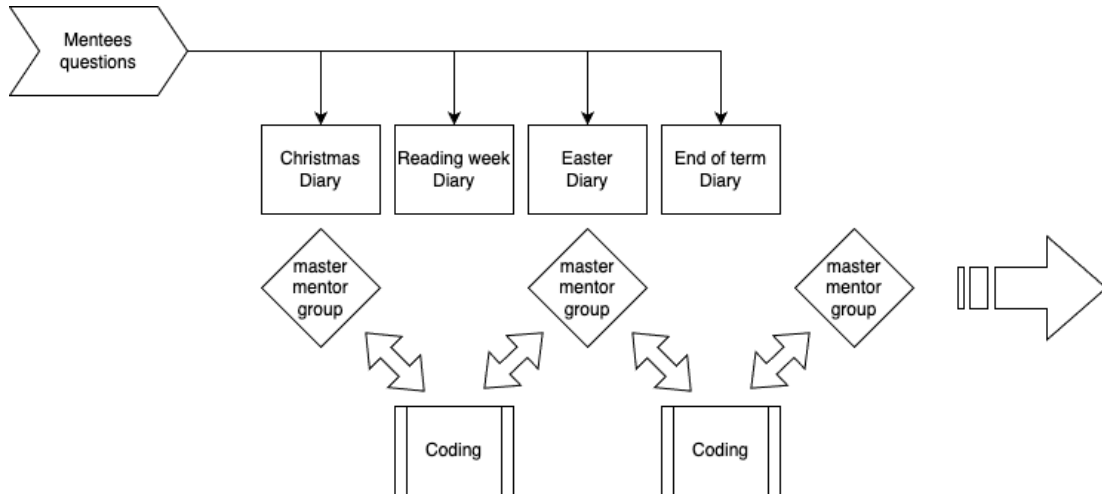 Mentees
questions
Christmas
Diary
Reading week
Diary
Easter
Diary
End of term
Diary
master
mentor
group
master
mentor
group
master
mentor
group
Coding
Coding